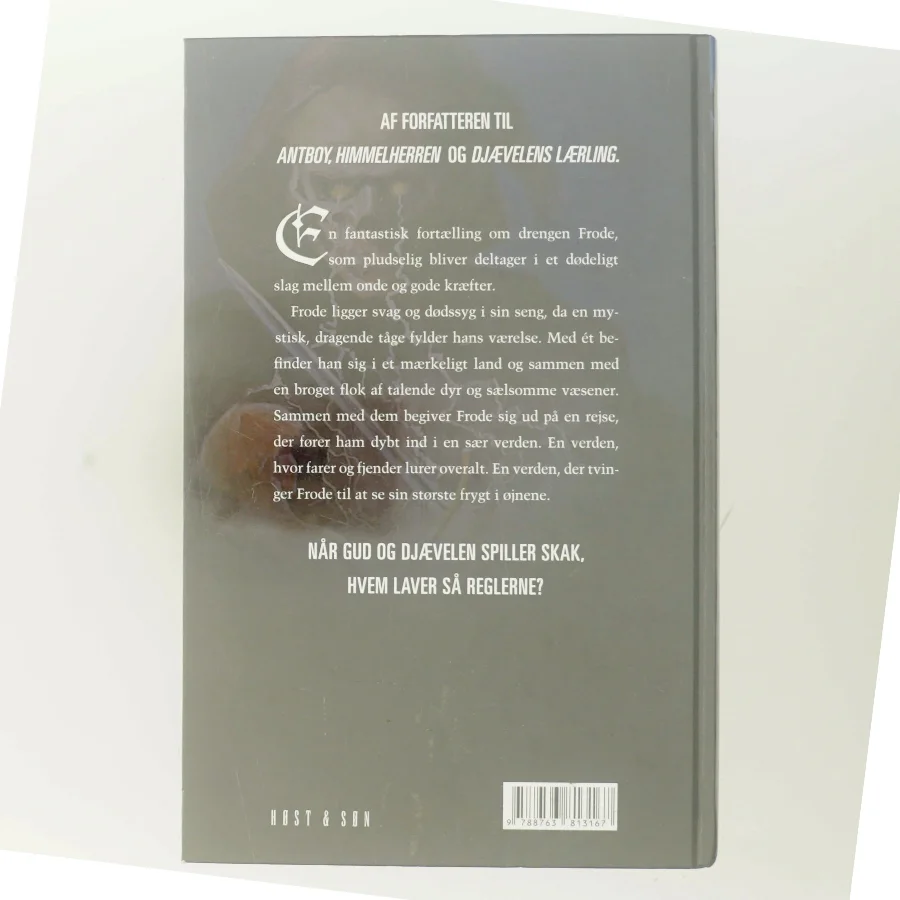 AF FORFATTEREN TIL
ANTBOY, HIMMELHERREN OG DJÆVELENS LÆRLING.
En fantastisk fortælling om drengen Frode,
som pludselig bliver deltager i et dødeligt
slag mellem onde og gode kræfter.
Frode ligger svag og dødssyg i sin seng, da en my-
stisk, dragende tåge fylder hans værelse. Med ét be-
finder han sig i et mærkeligt land og sammen med
en broget flok af talende dyr og sælsomme væsener.
Sammen med dem begiver Frode sig ud på en rejse,
der fører ham dybt ind i en sær verden. En verden,
hvor farer og fjender lurer overalt. En verden, der tvin-
ger Frode til at se sin største frygt i øjnene.
NÅR GUD OG DJÆVELEN SPILLER SKAK,
HVEM LAVER SÅ REGLERNE?
HØST & SØN
9 788763 813167